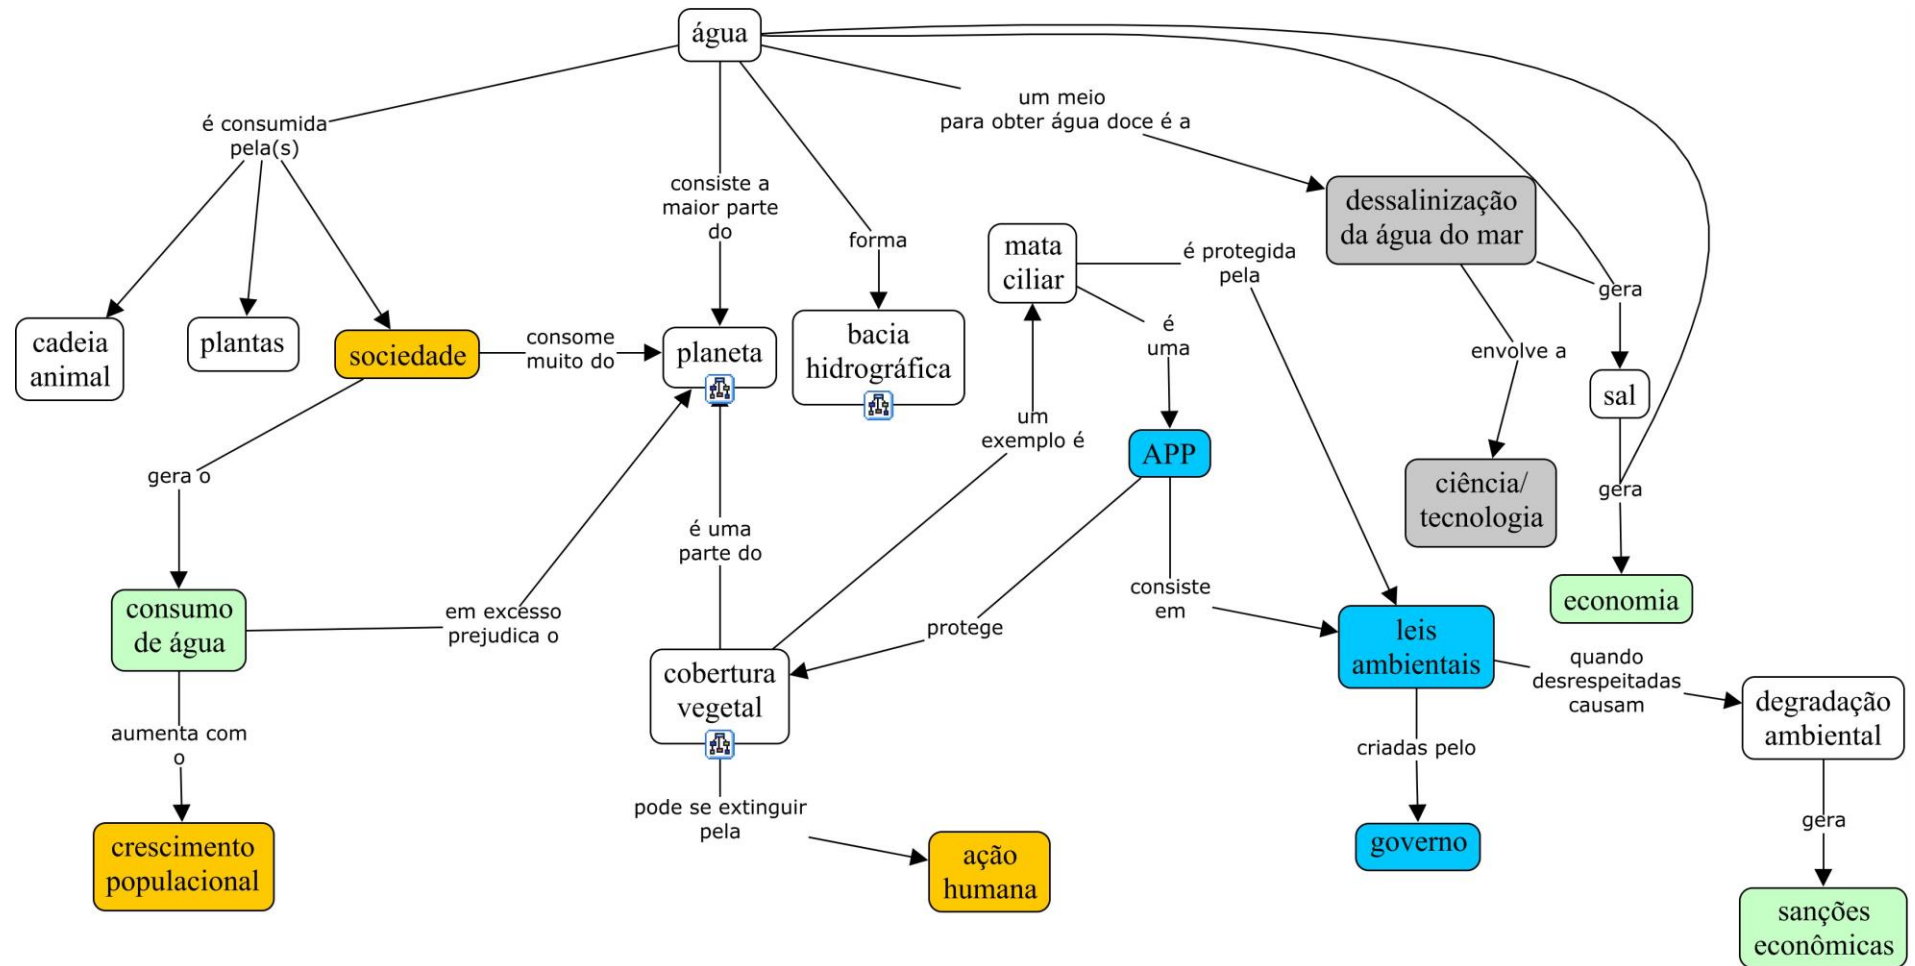 água
é consumida
pela(s)
um meio
para obter água doce é a
consiste a
maior parte
do
forma
dessalinização
da água do mar
mata
ciliar
é protegida
pela
gera
é
uma
envolve a
cadeia
animal
plantas
sociedade
consome
muito do
planeta
bacia
hidrográfica
sal
um
exemplo é
APP
gera o
ciência/
tecnologia
gera
é uma
parte do
consumo
de água
em excesso
prejudica o
consiste
em
economia
protege
leis
ambientais
cobertura
vegetal
quando
desrespeitadas
causam
degradação
ambiental
aumenta com
o
criadas pelo
pode se extinguir
pela
gera
crescimento
populacional
ação
humana
governo
sanções
econômicas